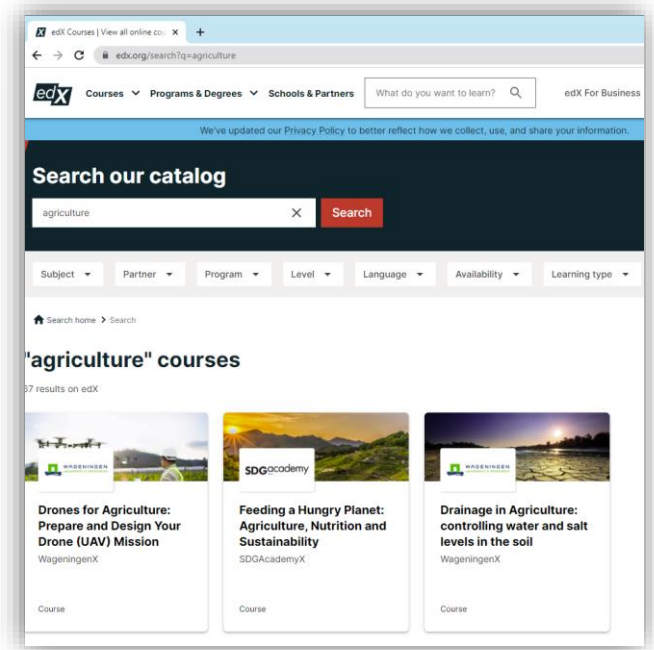 edX Courses | View all online cou
edx.org/search?q=agriculture
edX Courses Programs & Degrees Schools & Partners What do you want to learn? edX For Business
We've updated our Privacy Policy to better reflect how we collect, use, and share your information.
Search our catalog
agriculture Search
Subject Partner Program Level Language Availability Learning type
Search home Search
"agriculture" courses
67 results on edX
WAGENINGEN
SDGacademy
WAGENINGEN
Drones for Agriculture:
Prepare and Design Your
Drone (UAV) Mission
WageningenX
Course
Feeding a Hungry Planet:
Agriculture, Nutrition and
Sustainability
SDGAcademyX
Course
Drainage in Agriculture:
controlling water and salt
levels in the soil
WageningenX
Course